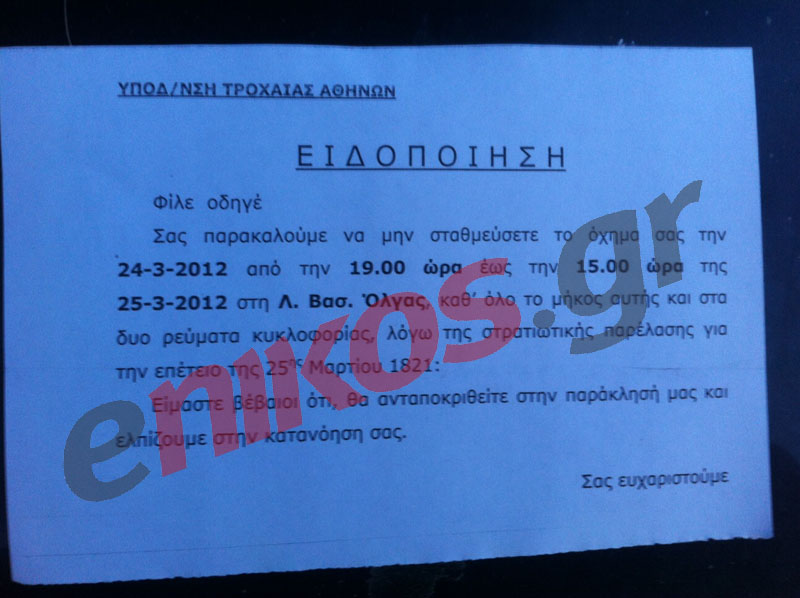 ΥΠΟΔ/ΝΣΗ ΤΡΟΧΑΙΑΣ ΑΘΗΝΩΝ
ΕΙΔΟΠΟΙΗΣΗ
Φίλε οδηγέ
Σας παρακαλούμε να μην σταθμεύσετε το όχημα σας την
24-3-2012 από την 19.00 ώρα έως την 15.00 ώρα της
25-3-2012 στη Λ. Βασ. Όλγας, καθ' όλο το μήκος αυτής και στα
δυο ρεύματα κυκλοφορίας, λόγω της στρατιωτικής παρέλασης για
την επέτειο της 25ης Μαρτίου 1821:
Είμαστε βέβαιοι ότι, θα ανταποκριθείτε στην παράκλησή μας και
ελπίζουμε στην κατανόηση σας.
Σας ευχαριστούμε
enikos.gr